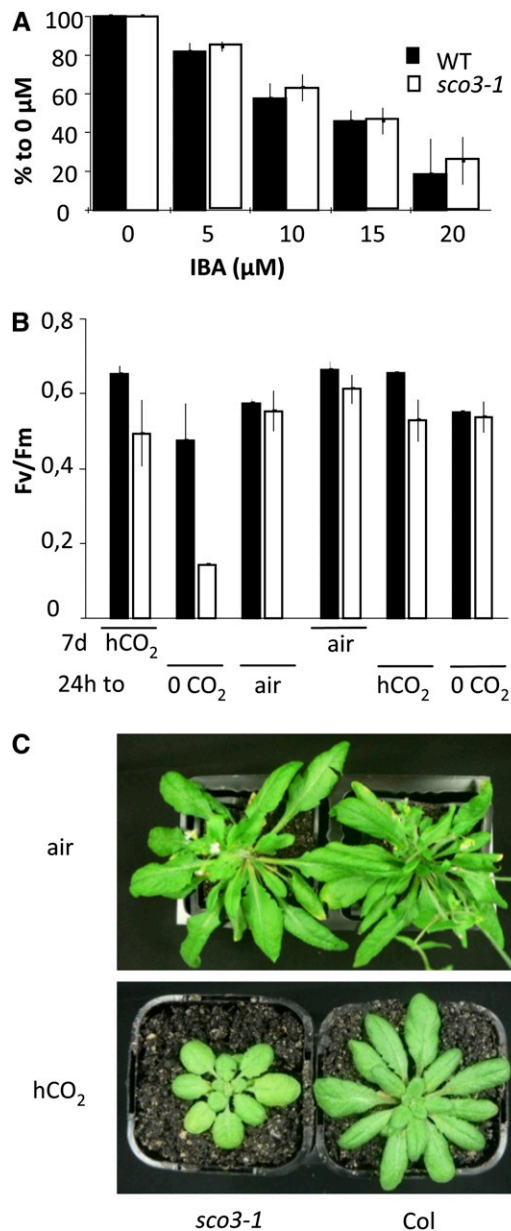 A
100
80
60
40
20
0
% to 0 μM
WT
sco3-1
0 5 10 15 20
IBA (μM)
B
0,8
0,6
0,4
0,2
0
Fv/Fm
7d hCO₂ air
24h to 0 CO₂ air hCO₂ 0 CO₂
C
air
hCO₂
sco3-1 Col